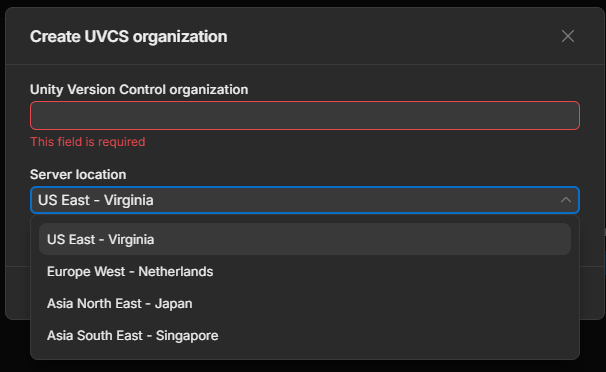 Create UVCS organization
Unity Version Control organization
This field is required
Server location
US East - Virginia
US East - Virginia
Europe West - Netherlands
Asia North East - Japan
Asia South East - Singapore